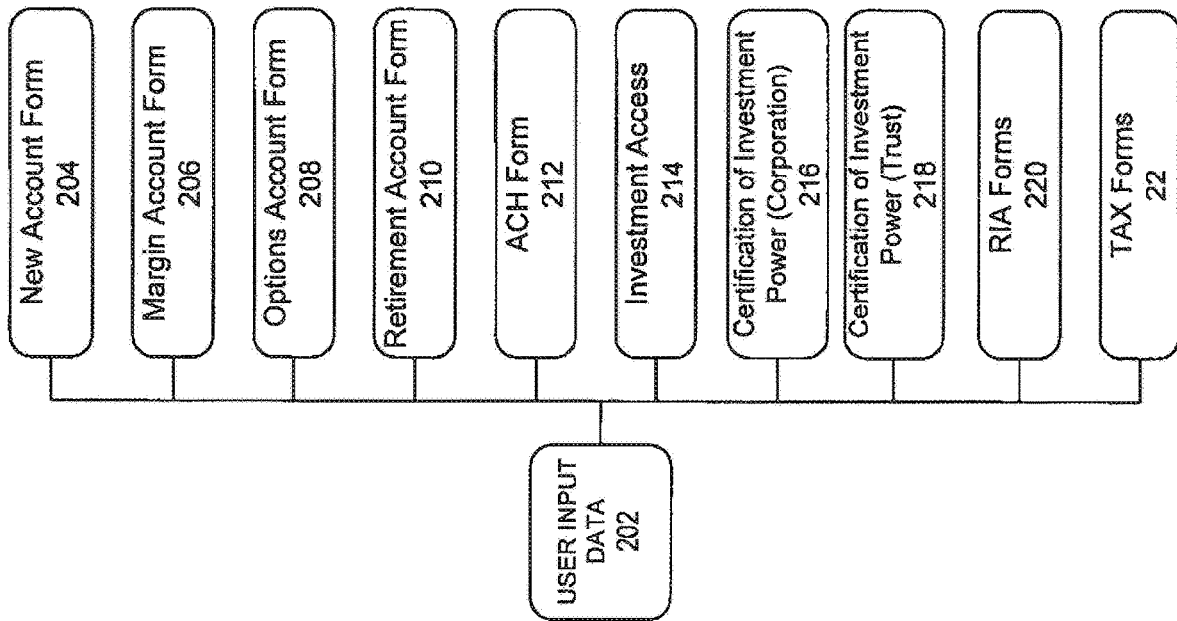 USER INPUT
DATA
202
New Account Form
204
Margin Account Form
206
Options Account Form
208
Retirement Account Form
210
ACH Form
212
Investment Access
214
Certification of Investment
Power (Corporation)
216
Certification of Investment
Power (Trust)
218
RIA Forms
220
TAX Forms
22